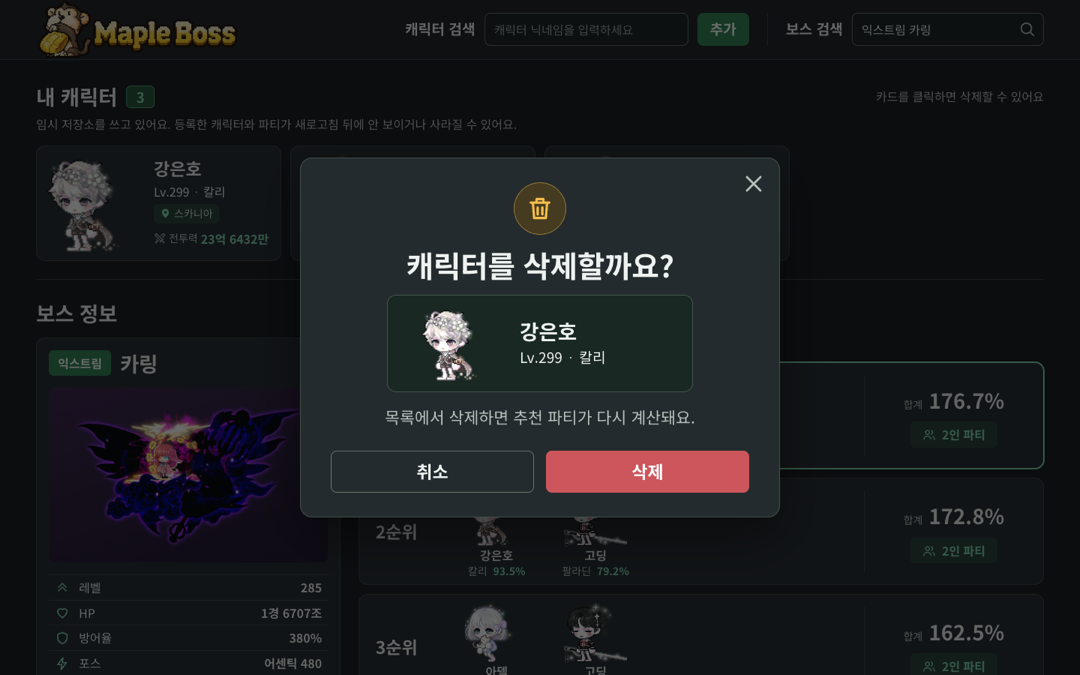 Maple Boss
캐릭터 검색
캐릭터 닉네임을 입력하세요
추가
보스 검색
익스트림 카링
내 캐릭터 3
카드를 클릭하면 삭제할 수 있어요
임시 저장소를 쓰고 있어요. 등록한 캐릭터와 파티가 새로고침 뒤에 안 보이거나 사라질 수 있어요.
강은호
Lv.299 · 칼리
스카니아
전투력 23억 6432만
캐릭터를 삭제할까요?
강은호
Lv.299 · 칼리
목록에서 삭제하면 추천 파티가 다시 계산돼요.
취소
삭제
보스 정보
익스트림 카링
레벨 285
HP 1경 6707조
방어율 380%
포스 어센틱 480
합계 176.7%
2인 파티
2순위
강은호
칼리 93.5%
고딩
팔라딘 79.2%
합계 172.8%
2인 파티
3순위
아델
고딩
합계 162.5%
2인 파티